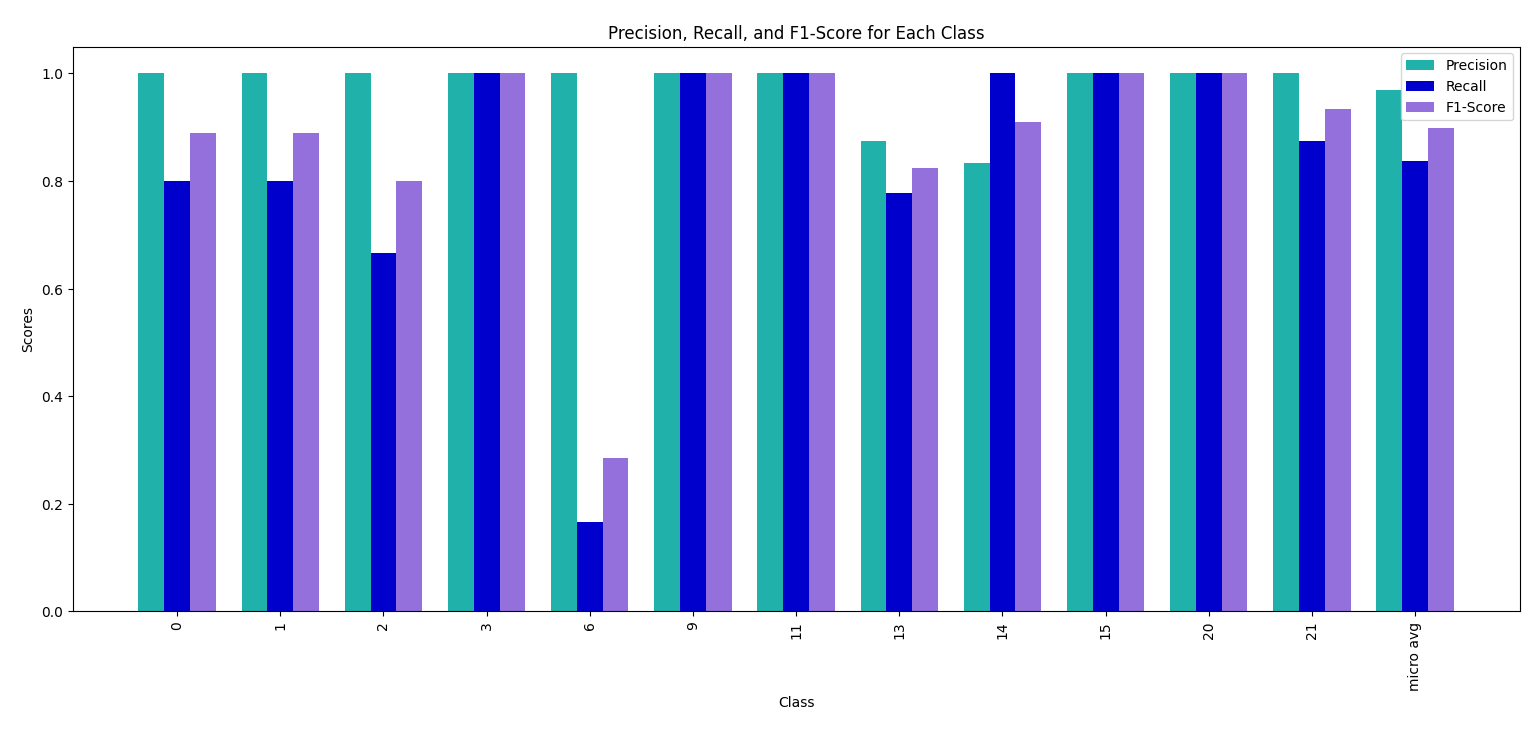 Precision, Recall, and F1-Score for Each Class
Precision
Recall
F1-Score
1.0
0.8
0.6
0.4
0.2
0.0
Scores
0
1
2
3
6
9
11
13
14
15
20
21
micro avg
Class